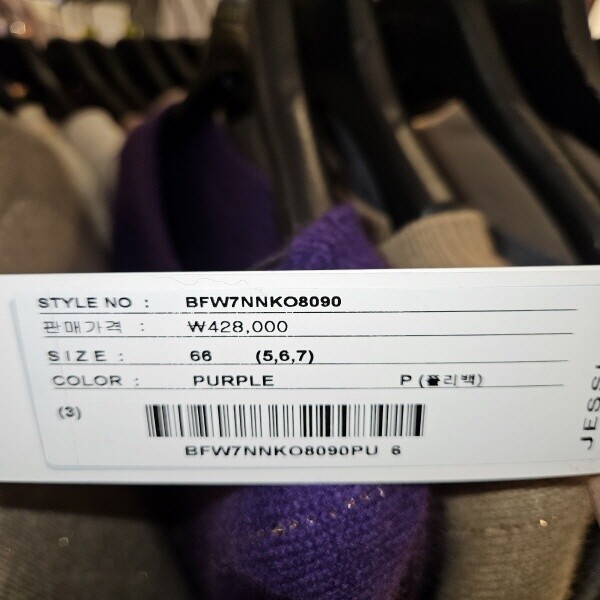 STYLE NO : BFW7NNKO8090
판매가격 : ₩428,000
SIZE : 66 (5,6,7)
COLOR : PURPLE P (폴리백)
(3)
BFW7NNKO8090PU 6
JESSI